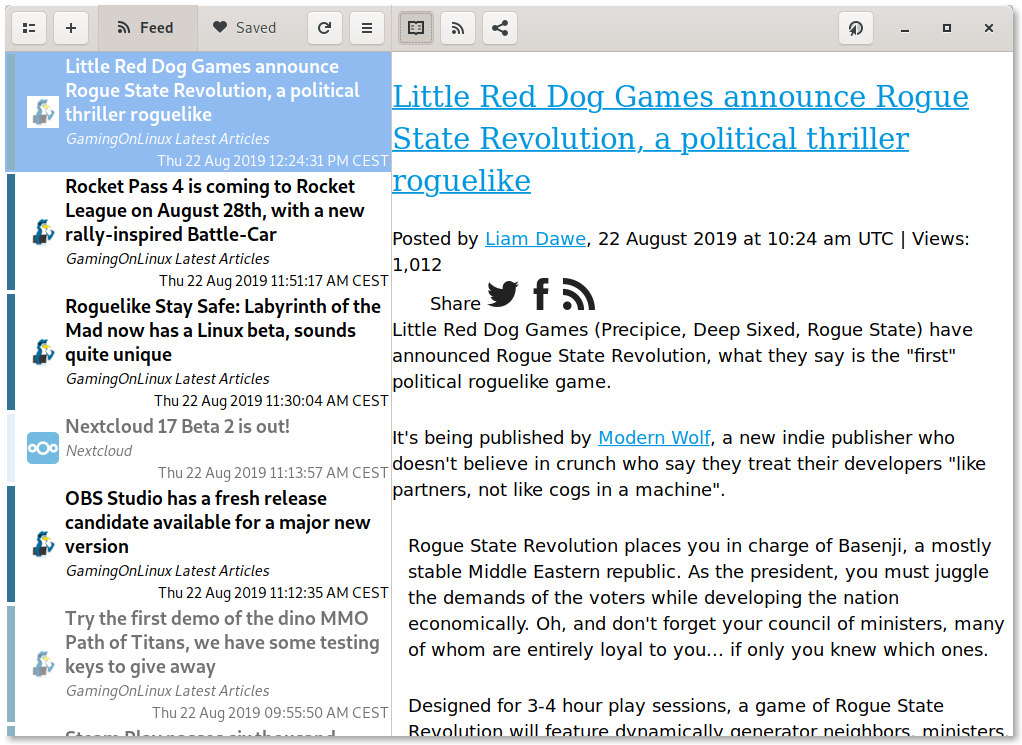 Feed
Saved
Little Red Dog Games announce
Rogue State Revolution, a political
thriller roguelike
GamingOnLinux Latest Articles
Thu 22 Aug 2019 12:24:31 PM CEST
Rocket Pass 4 is coming to Rocket
League on August 28th, with a new
rally-inspired Battle-Car
GamingOnLinux Latest Articles
Thu 22 Aug 2019 11:51:17 AM CEST
Roguelike Stay Safe: Labyrinth of the
Mad now has a Linux beta, sounds
quite unique
GamingOnLinux Latest Articles
Thu 22 Aug 2019 11:30:04 AM CEST
Nextcloud 17 Beta 2 is out!
Nextcloud
Thu 22 Aug 2019 11:13:57 AM CEST
OBS Studio has a fresh release
candidate available for a major new
version
GamingOnLinux Latest Articles
Thu 22 Aug 2019 11:12:35 AM CEST
Try the first demo of the dino MMO
Path of Titans, we have some testing
keys to give away
GamingOnLinux Latest Articles
Thu 22 Aug 2019 09:55:50 AM CEST
Steam Play passes six thousand
Little Red Dog Games announce Rogue
State Revolution, a political thriller
roguelike
Posted by Liam Dawe, 22 August 2019 at 10:24 am UTC | Views:
1,012
Share
Little Red Dog Games (Precipice, Deep Sixed, Rogue State) have
announced Rogue State Revolution, what they say is the "first"
political roguelike game.
It's being published by Modern Wolf, a new indie publisher who
doesn't believe in crunch who say they treat their developers "like
partners, not like cogs in a machine".
Rogue State Revolution places you in charge of Basenji, a mostly
stable Middle Eastern republic. As the president, you must juggle
the demands of the voters while developing the nation
economically. Oh, and don't forget your council of ministers, many
of whom are entirely loyal to you... if only you knew which ones.
Designed for 3-4 hour play sessions, a game of Rogue State
Revolution will feature dynamically generator neighbors, ministers,